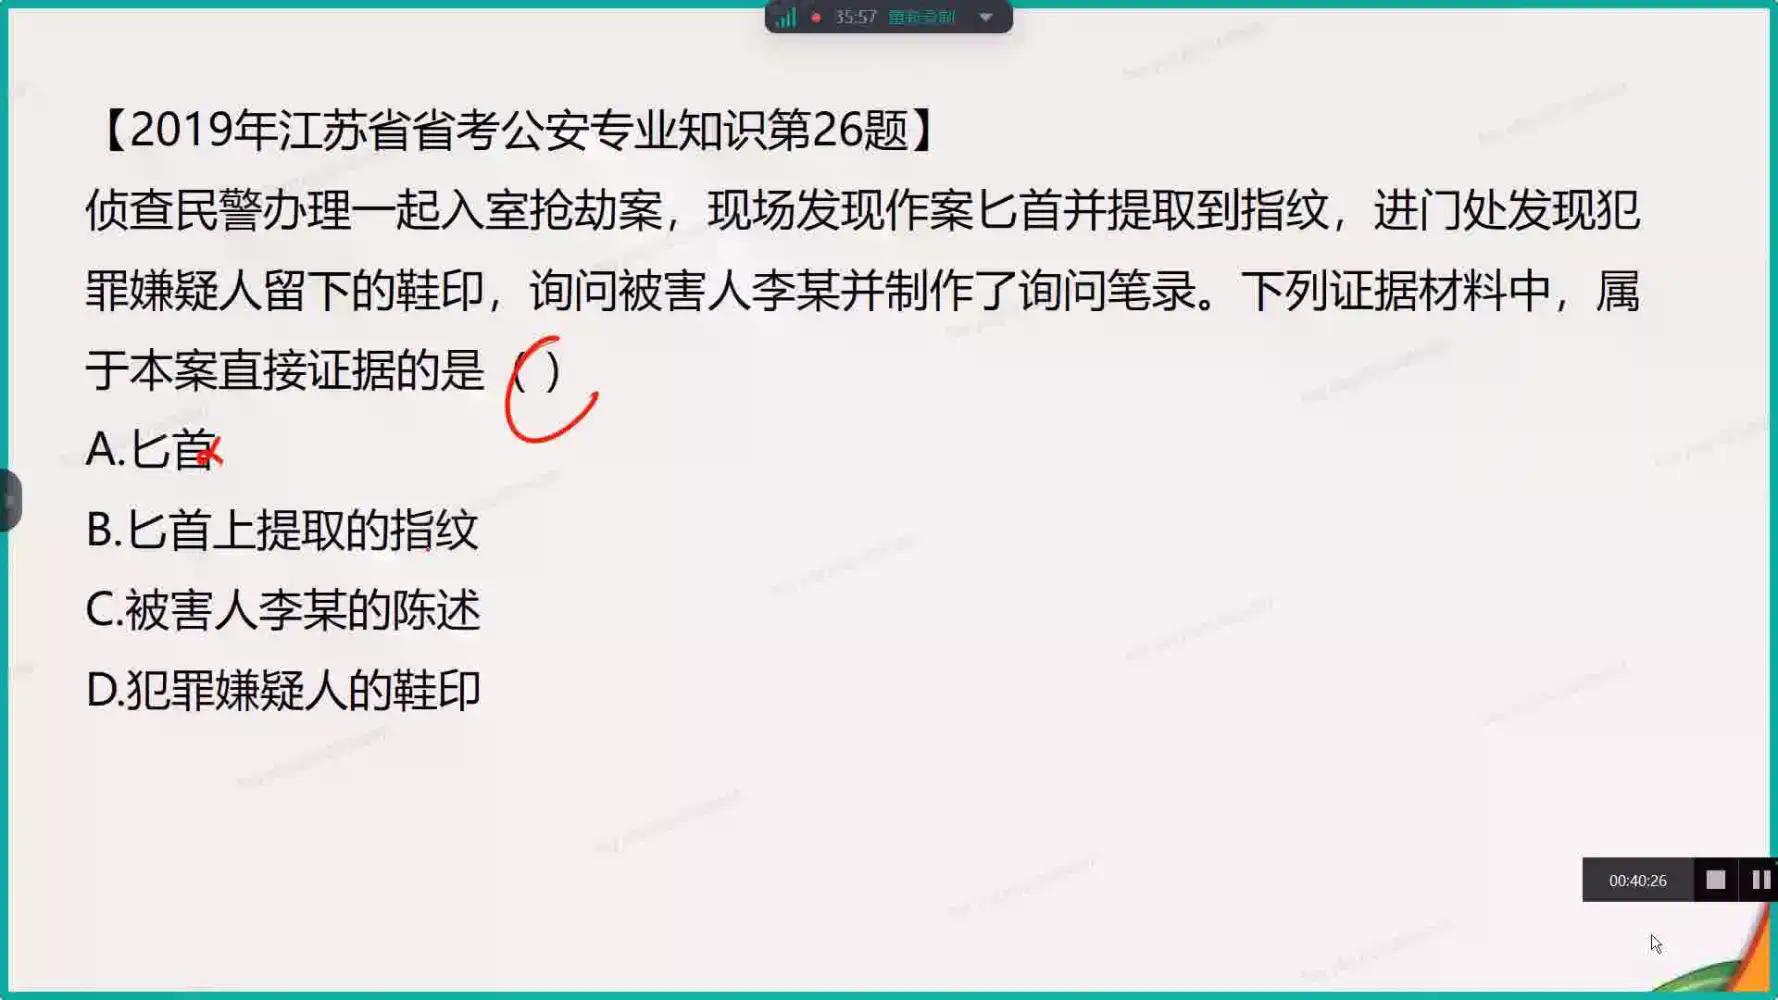 35:57 重新录制
【2019年江苏省省考公安专业知识第26题】
侦查民警办理一起入室抢劫案，现场发现作案匕首并提取到指纹，进门处发现犯
罪嫌疑人留下的鞋印，询问被害人李某并制作了询问笔录。下列证据材料中，属
于本案直接证据的是（ ）
A.匕首
B.匕首上提取的指纹
C.被害人李某的陈述
D.犯罪嫌疑人的鞋印
00:40:26